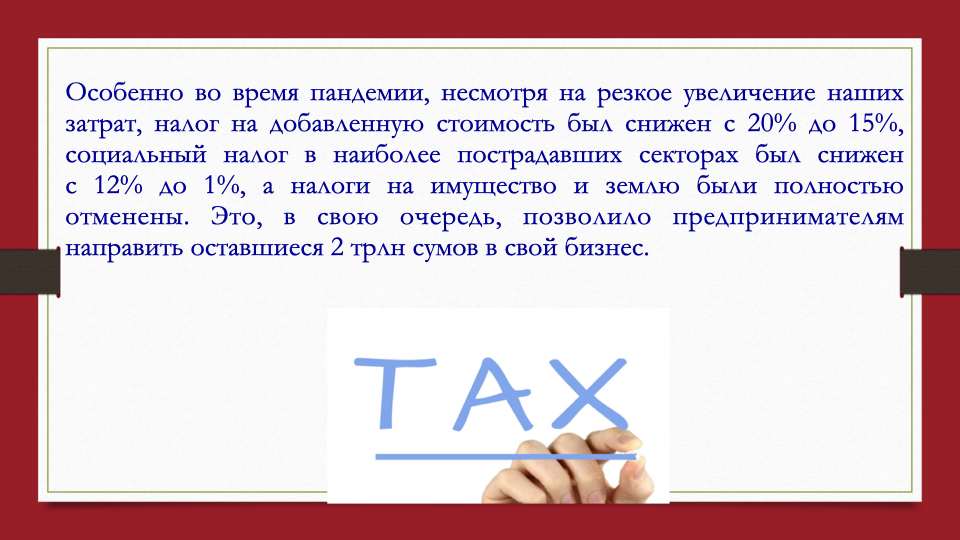 Особенно во время пандемии, несмотря на резкое увеличение наших
затрат, налог на добавленную стоимость был снижен с 20% до 15%,
социальный налог в наиболее пострадавших секторах был снижен
с 12% до 1%, а налоги на имущество и землю были полностью
отменены. Это, в свою очередь, позволило предпринимателям
направить оставшиеся 2 трлн сумов в свой бизнес.
TAX